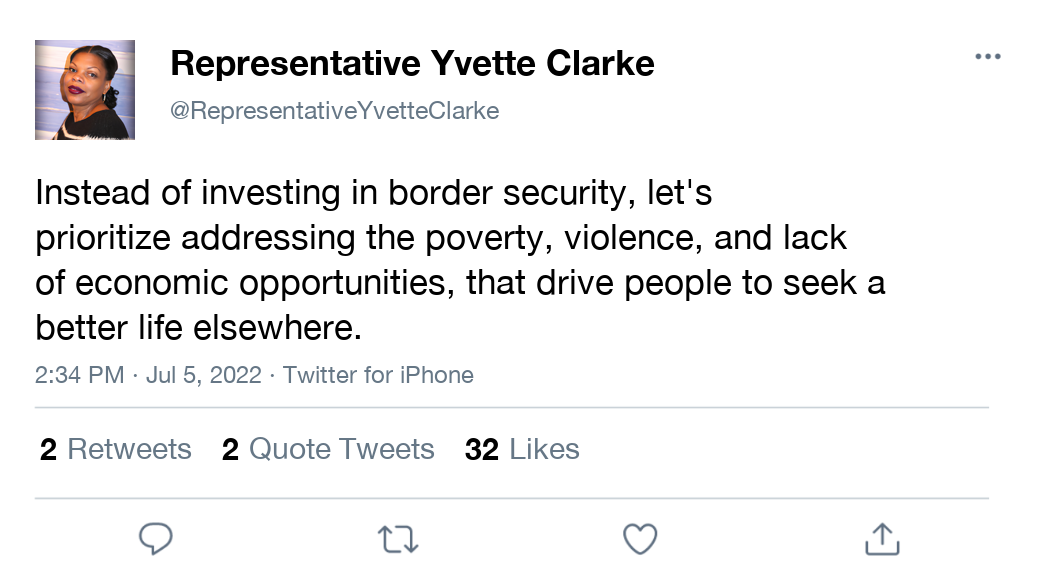 Representative Yvette Clarke
@RepresentativeYvetteClarke
Instead of investing in border security, let's
prioritize addressing the poverty, violence, and lack
of economic opportunities, that drive people to seek a
better life elsewhere.
2:34 PM · Jul 5, 2022 · Twitter for iPhone
2 Retweets 2 Quote Tweets 32 Likes